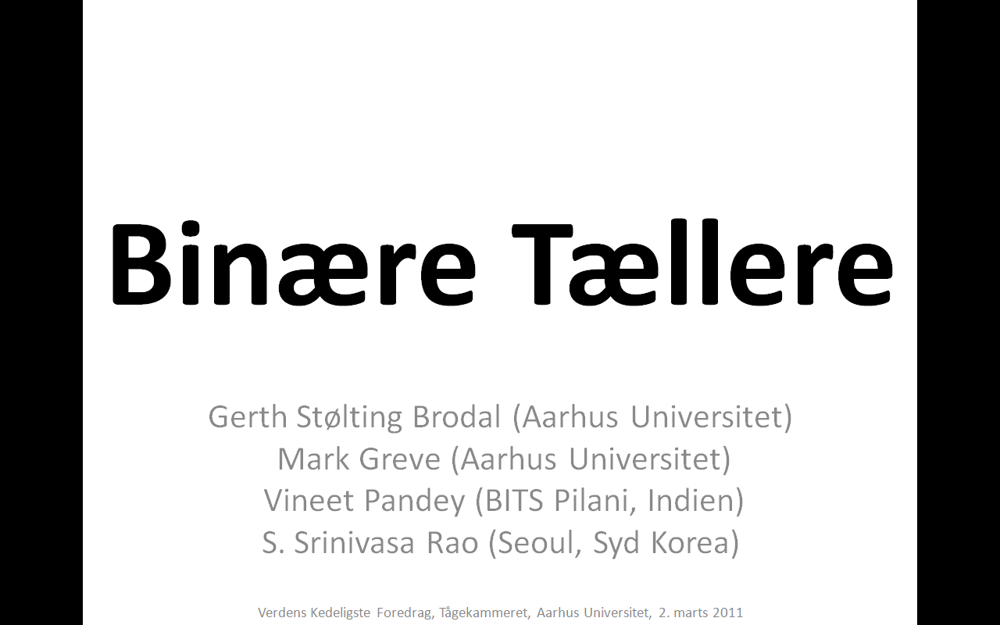 Binære Tællere
Gerth Stølting Brodal (Aarhus Universitet)
Mark Greve (Aarhus Universitet)
Vineet Pandey (BITS Pilani, Indien)
S. Srinivasa Rao (Seoul, Syd Korea)
Verdens Kedeligste Foredrag, Tågekammeret, Aarhus Universitet, 2. marts 2011